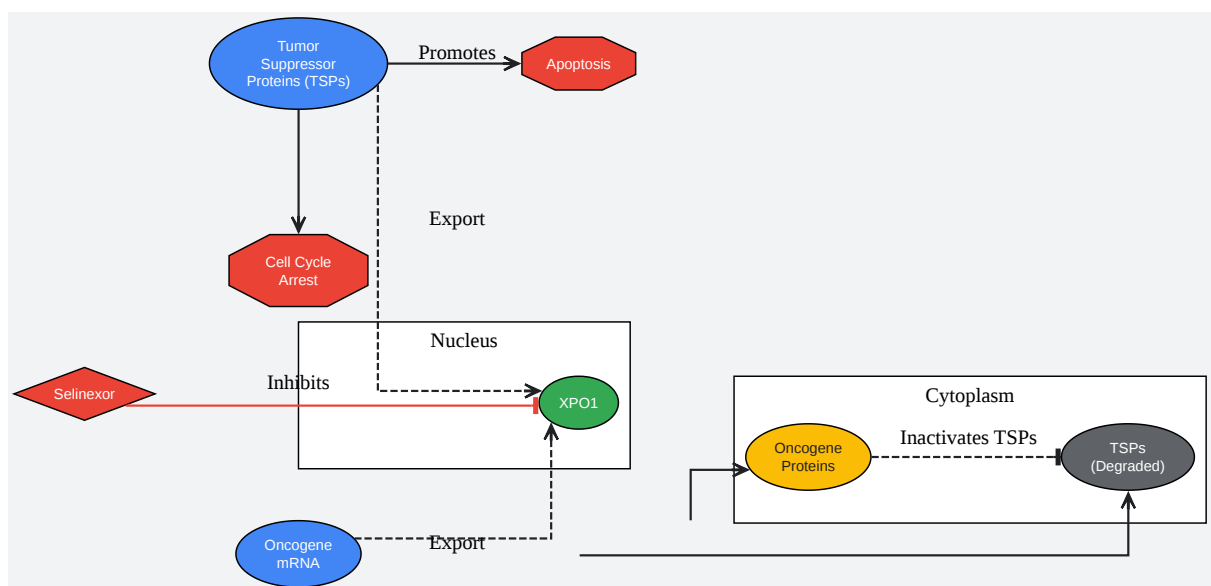 Tumor
Suppressor
Proteins (TSPs)
Promotes
Apoptosis
Export
Cell Cycle
Arrest
Nucleus
Selinexor
Inhibits
XPO1
Cytoplasm
Oncogene
Proteins
Inactivates TSPs
TSPs
(Degraded)
Oncogene
mRNA
Export